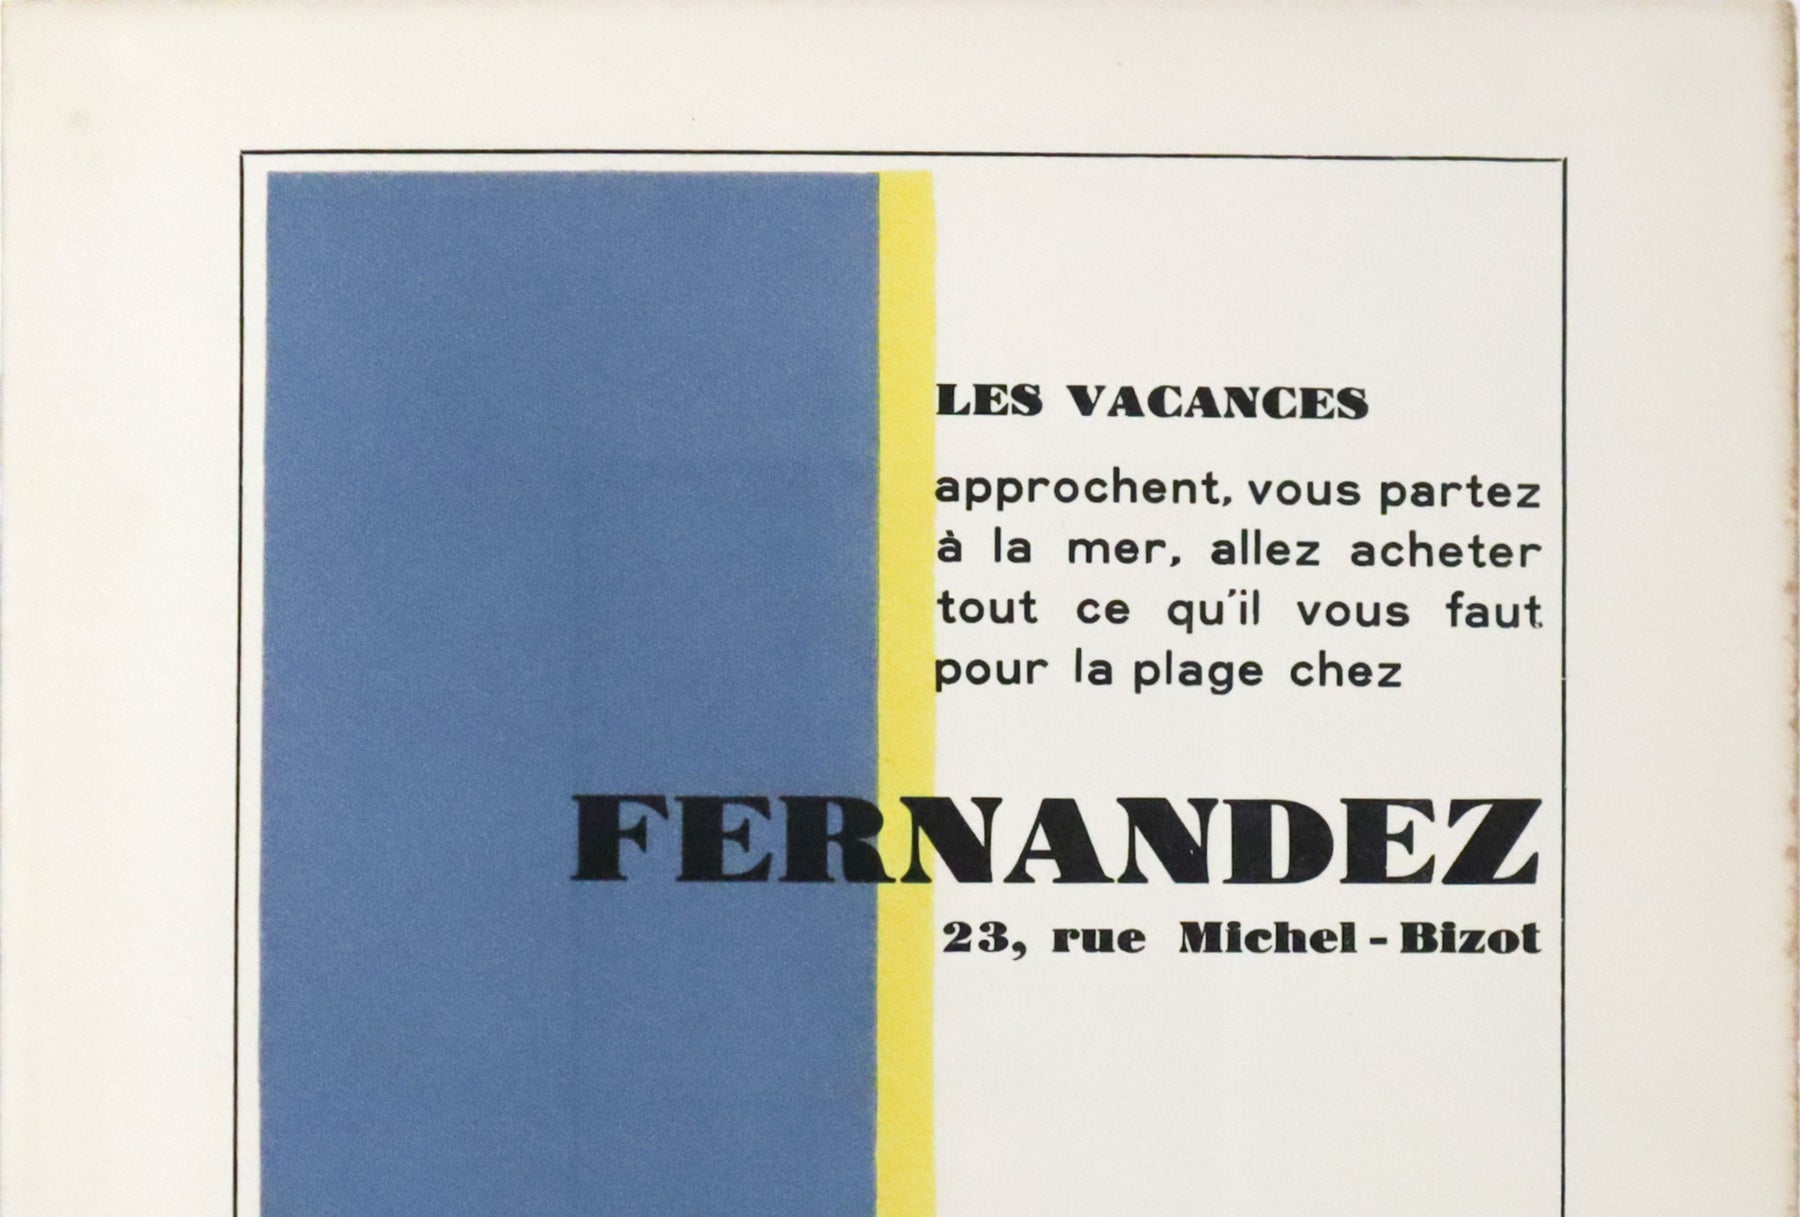 LES VACANCES
approchent, vous partez
à la mer, allez acheter
tout ce qu'il vous faut
pour la plage chez
FERNANDEZ
23, rue Michel-Bizot